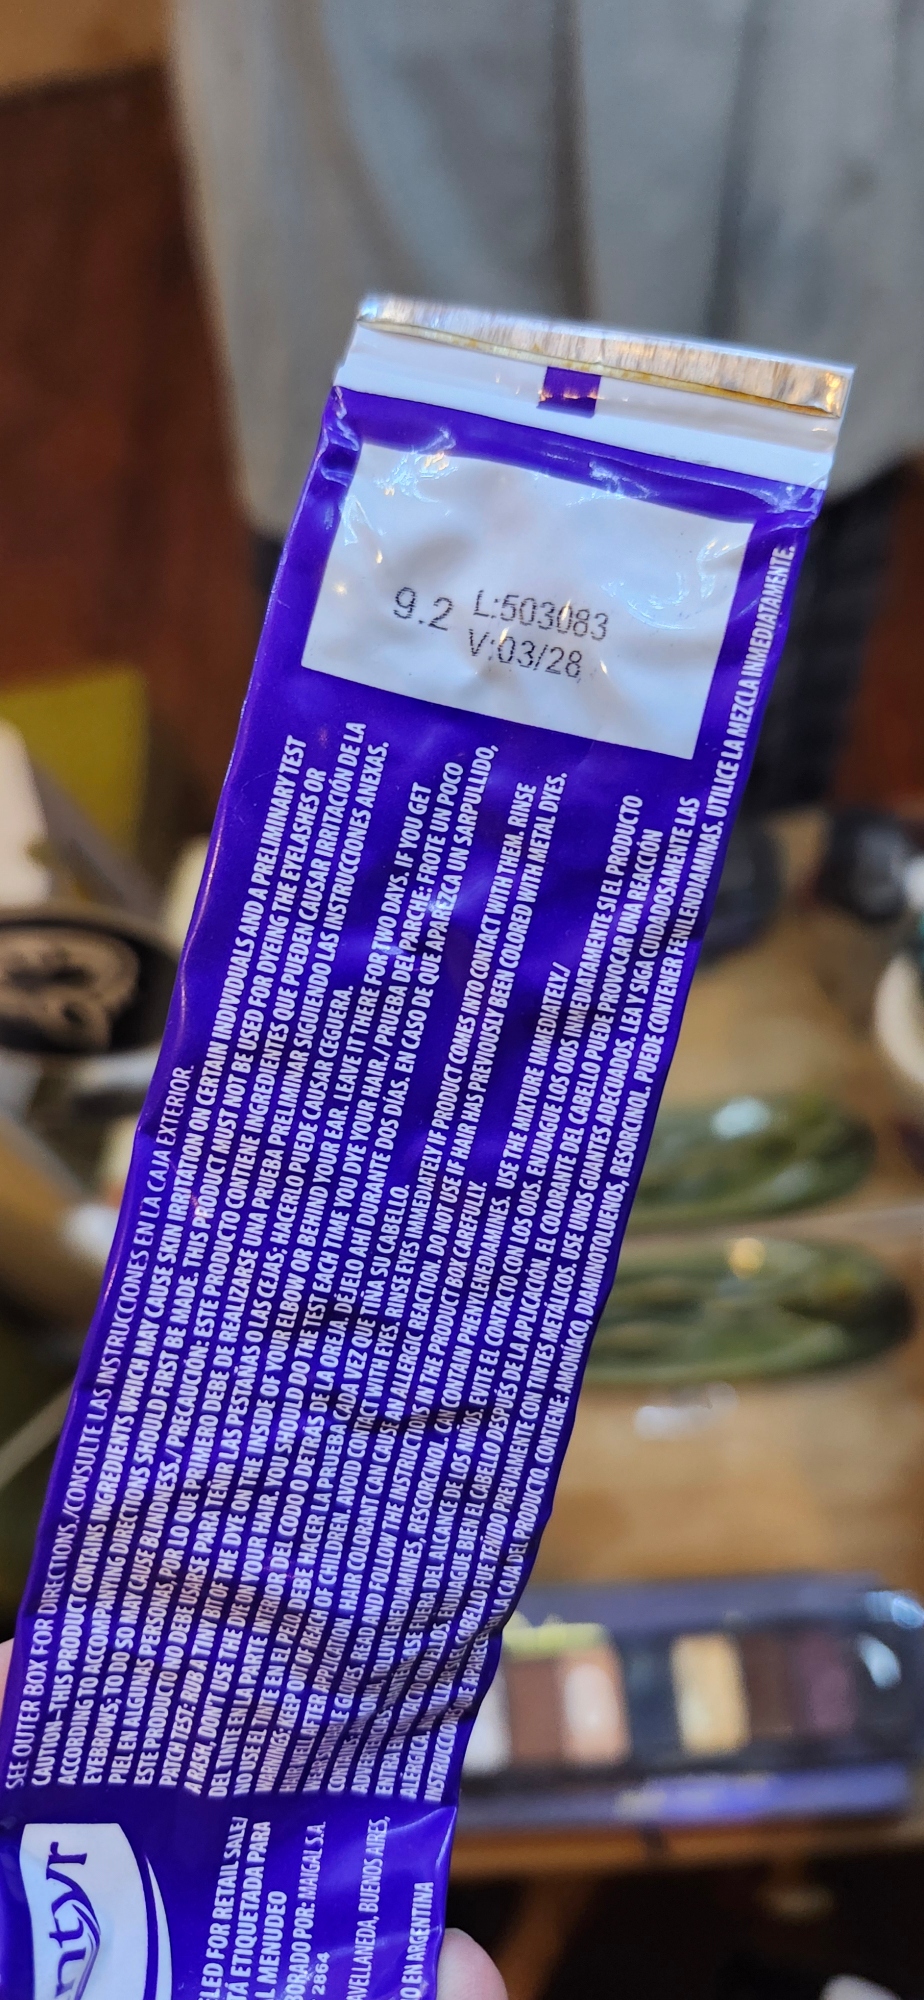 9.2 L:503083
V:03/28
SEE OUTER BOX FOR DIRECTIONS /CONSULTE LAS INSTRUCCIONES EN LA CAJA EXTERIOR.
CAUTION-THIS PRODUCT CONTAINS INGREDIENTS WHICH MAY CAUSE SKIN IRRITATION ON CERTAIN INDIVIDUALS AND A PRELIMINARY TEST
ACCORDING TO ACCOMPANYING DIRECTIONS SHOULD FIRST BE MADE. THIS PRODUCT MUST NOT BE USED FOR DYEING THE EYELASHES OR
EYEBROWS: TO DO SO MAY CAUSE BLINDNESS / PRECAUCIÓN: ESTE PRODUCTO CONTIENE INGREDIENTES QUE PUEDEN CAUSAR IRRITACIÓN DE LA
PIEL EN ALGUNAS PERSONAS, POR LO QUE PRIMERO DEBE DE REALIZARSE UNA PRUEBA PRELIMINAR SIGUIENDO LAS INSTRUCCIONES ANEXAS.
ESTE PRODUCTO NO DEBE USARSE PARA TENIR LAS PESTAÑAS O LAS CEJAS; HACERLO PUEDE CAUSAR CEGUERA.
PATCH TEST: RUB A TINY BIT OF THE DYE ON THE INSIDE OF YOUR ELBOW OR BEHIND YOUR EAR. LEAVE IT THERE FOR TWO DAYS. IF YOU GET
A RASH, DON'T USE THE DYE ON YOUR HAIR. YOU SHOULD DO THE TEST EACH TIME YOU DYE YOUR HAIR./ PRUEBA DEL PARCHE: FROTE UN POCO
DEL TINTE EN LA PARTE INTERIOR DEL CODO O DETRÁS DE LA OREJA. DÉJELO AHÍ DURANTE DOS DÍAS. EN CASO DE QUE APAREZCA UN SARPULLIDO,
NO USE EL TINTE EN EL PELO. DEBE HACER LA PRUEBA CADA VEZ QUE TIÑA SU CABELLO.
KEEP OUT OF REACH OF CHILDREN. AVOID CONTACT WITH EYES. RINSE EYES IMMEDIATELY IF PRODUCT COMES INTO CONTACT WITH THEM. RINSE
AFTER APPLICATION. HAIR COLORANT CAN CAUSE AN ALLERGIC REACTION. DO NOT USE IF HAIR HAS PREVIOUSLY BEEN COLORED WITH METAL DYES.
GLOVES. READ AND FOLLOW THE INSTRUCTIONS IN THE PRODUCT BOX CAREFULLY.
RESORCINOL. CAN CONTAIN PHENYLENEDIAMINES. USE THE MIXTURE IMMEDIATELY/
FUERA DEL ALCANCE DE LOS NIÑOS. EVITE EL CONTACTO CON LOS OJOS. ENJUAGUE LOS OJOS IMMEDIATAMENTE SI EL PRODUCTO
ENJUAGUE BIEN EL CABELLO DESPUÉS DE LA APLICACIÓN. EL COLORANTE DEL CABELLO PUEDE PROVOCAR UNA REACCIÓN
FUE TEÑIDO PREVIAMENTE CON TINTES METÁLICOS. USE UNOS GUANTES ADECUADOS. LEA Y SIGA CUIDADOSAMENTE LAS
LA CAJA DEL PRODUCTO. CONTIENE AMONIACO, DIAMINOTOLUENOS, RESORCINOL. PUEDE CONTENER FENILENDIAMINAS. UTILICE LA MEZCLA INMEDIATAMENTE.
ntyr
LED FOR RETAIL SALE/
TÁ ETIQUETADA PARA
L MENUDEO
BORADO POR: MAIGAL S.A.
2864
AVELLANEDA, BUENOS AIRES,
O EN ARGENTINA